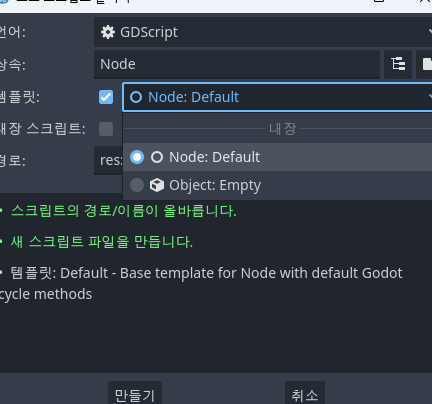 언어:
GDScript
상속:
Node
템플릿:
Node: Default
내장
내장 스크립트:
Node: Default
경로:
res:
Object: Empty
• 스크립트의 경로/이름이 올바릅니다.
• 새 스크립트 파일을 만듭니다.
• 템플릿: Default - Base template for Node with default Godot
cycle methods
만들기
취소